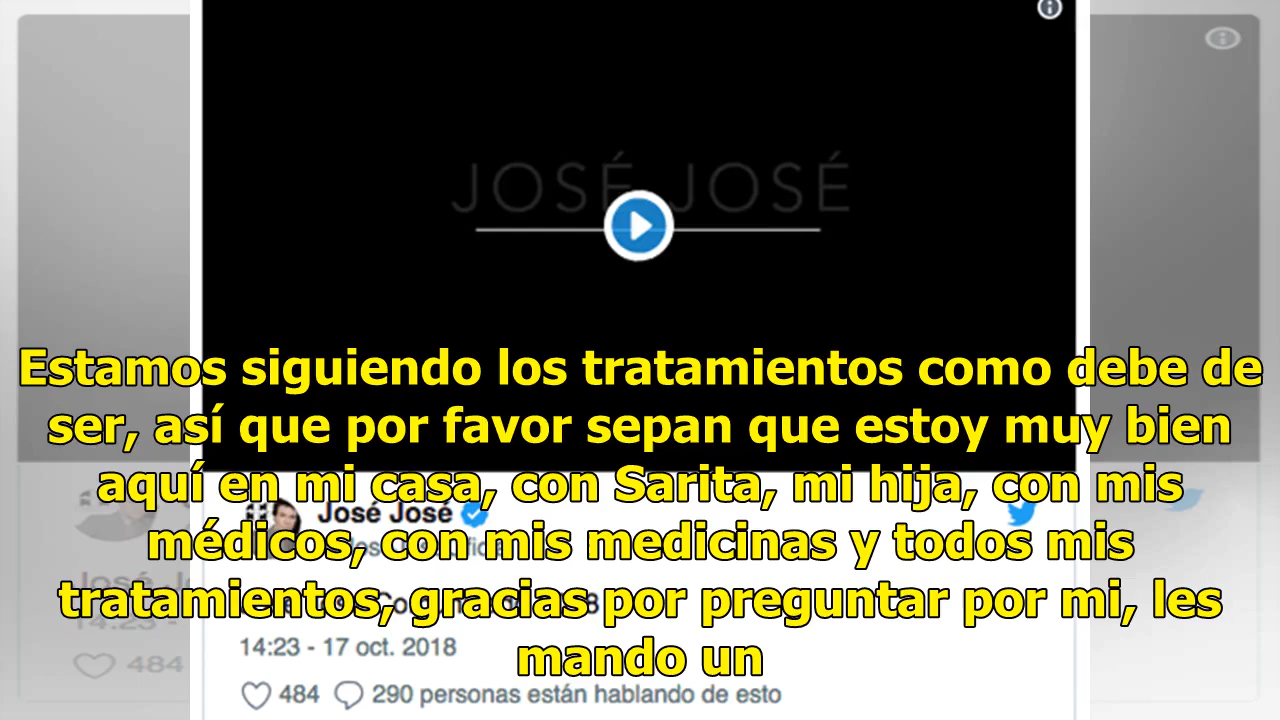 JOSÉ JOSÉ
Estamos siguiendo los tratamientos como debe de
ser, así que por favor sepan que estoy muy bien
aquí en mi casa, con Sarita, mi hija, con mis
José José
médicos, con mis medicinas y todos mis
tratamientos, gracias por preguntar por mi, les
14:23 - 17 oct. 2018
mando un
484 290 personas están hablando de esto
484